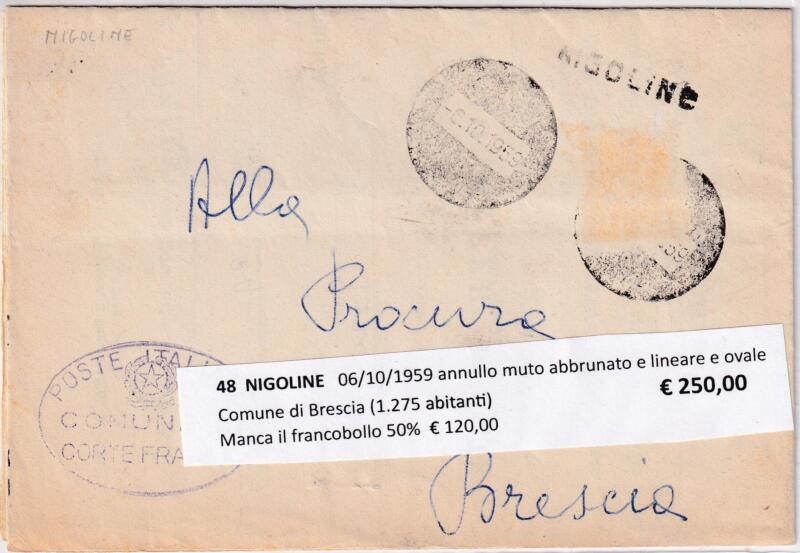 NIGOLINE
NIGOLINE
-6.10.1959
Alla
Procura
POSTE ITALI
COMUN
CORTE FRA
48 NIGOLINE 06/10/1959 annullo muto abbrunato e lineare e ovale
Comune di Brescia (1.275 abitanti) € 250,00
Manca il francobollo 50% € 120,00
Brescia